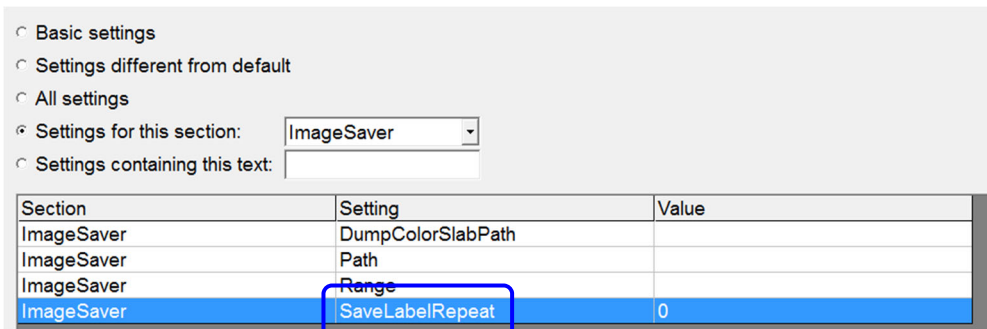 Basic settings
Settings different from default
All settings
Settings for this section: ImageSaver
Settings containing this text:
Section Setting Value
ImageSaver DumpColorSlabPath
ImageSaver Path
ImageSaver Range
ImageSaver SaveLabelRepeat 0